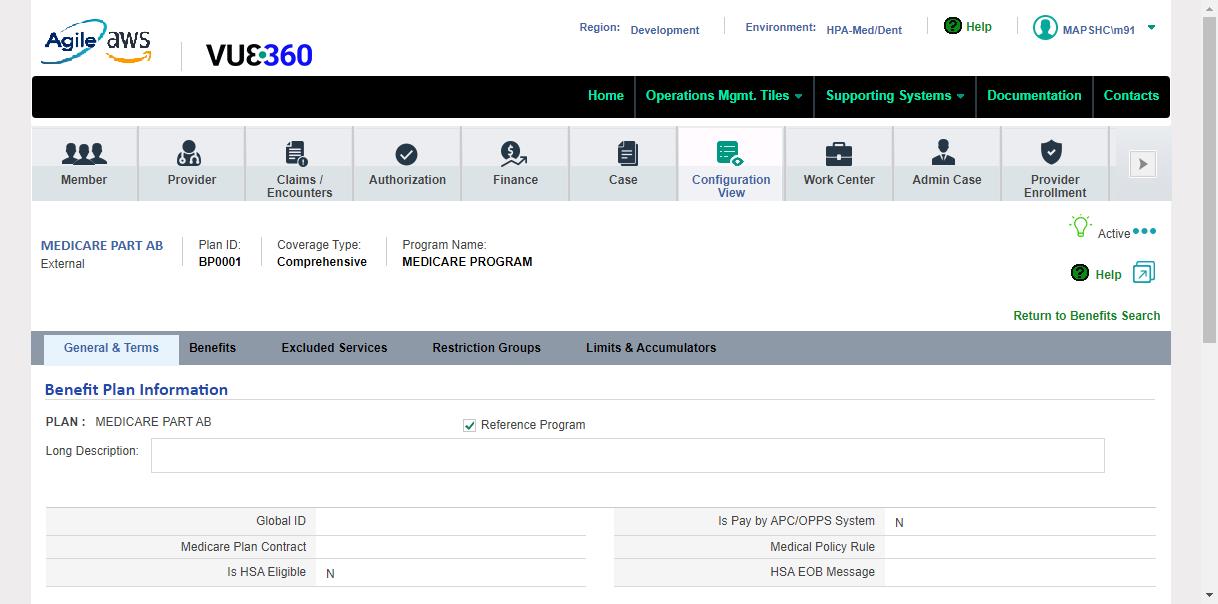 Agile aws
VUE360
Region: Development
Environment: HPA-Med/Dent
Help
MAPSHC\m91
Home
Operations Mgmt. Tiles
Supporting Systems
Documentation
Contacts
Member
Provider
Claims /
Encounters
Authorization
Finance
Case
Configuration
View
Work Center
Admin Case
Provider
Enrollment
MEDICARE PART AB
External
Plan ID:
BP0001
Coverage Type:
Comprehensive
Program Name:
MEDICARE PROGRAM
Active
Help
Return to Benefits Search
General & Terms
Benefits
Excluded Services
Restriction Groups
Limits & Accumulators
Benefit Plan Information
PLAN : MEDICARE PART AB
Reference Program
Long Description:
Global ID
Is Pay by APC/OPPS System N
Medicare Plan Contract
Medical Policy Rule
Is HSA Eligible N
HSA EOB Message